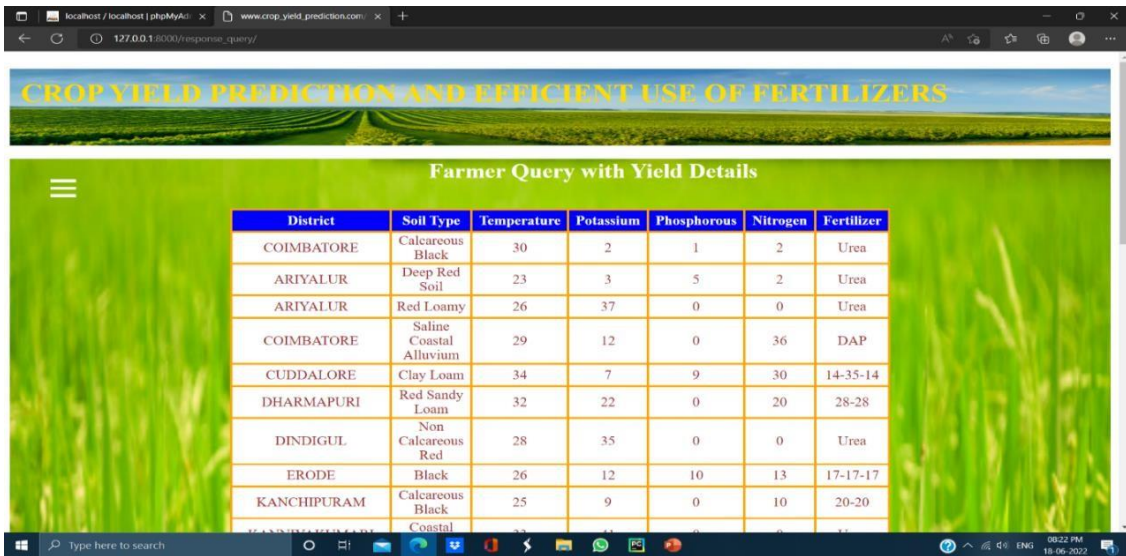 localhost / localhost | phpMyAd
www.crop_yield_prediction.com/
127.0.0.1:8000/response_query/
CROP YIELD PREDICTION AND EFFICIENT USE OF FERTILIZERS
Farmer Query with Yield Details
District Soil Type Temperature Potassium Phosphorous Nitrogen Fertilizer
COIMBATORE Calcareous Black 30 2 1 2 Urea
ARIYALUR Deep Red Soil 23 3 5 2 Urea
ARIYALUR Red Loamy 26 37 0 0 Urea
COIMBATORE Saline Coastal Alluvium 29 12 0 36 DAP
CUDDALORE Clay Loam 34 7 9 30 14-35-14
DHARMAPURI Red Sandy Loam 32 22 0 20 28-28
DINDIGUL Non Calcareous Red 28 35 0 0 Urea
ERODE Black 26 12 10 13 17-17-17
KANCHIPURAM Calcareous Black 25 9 0 10 20-20
Coastal
Type here to search
ENG
08:22 PM
18-06-2022